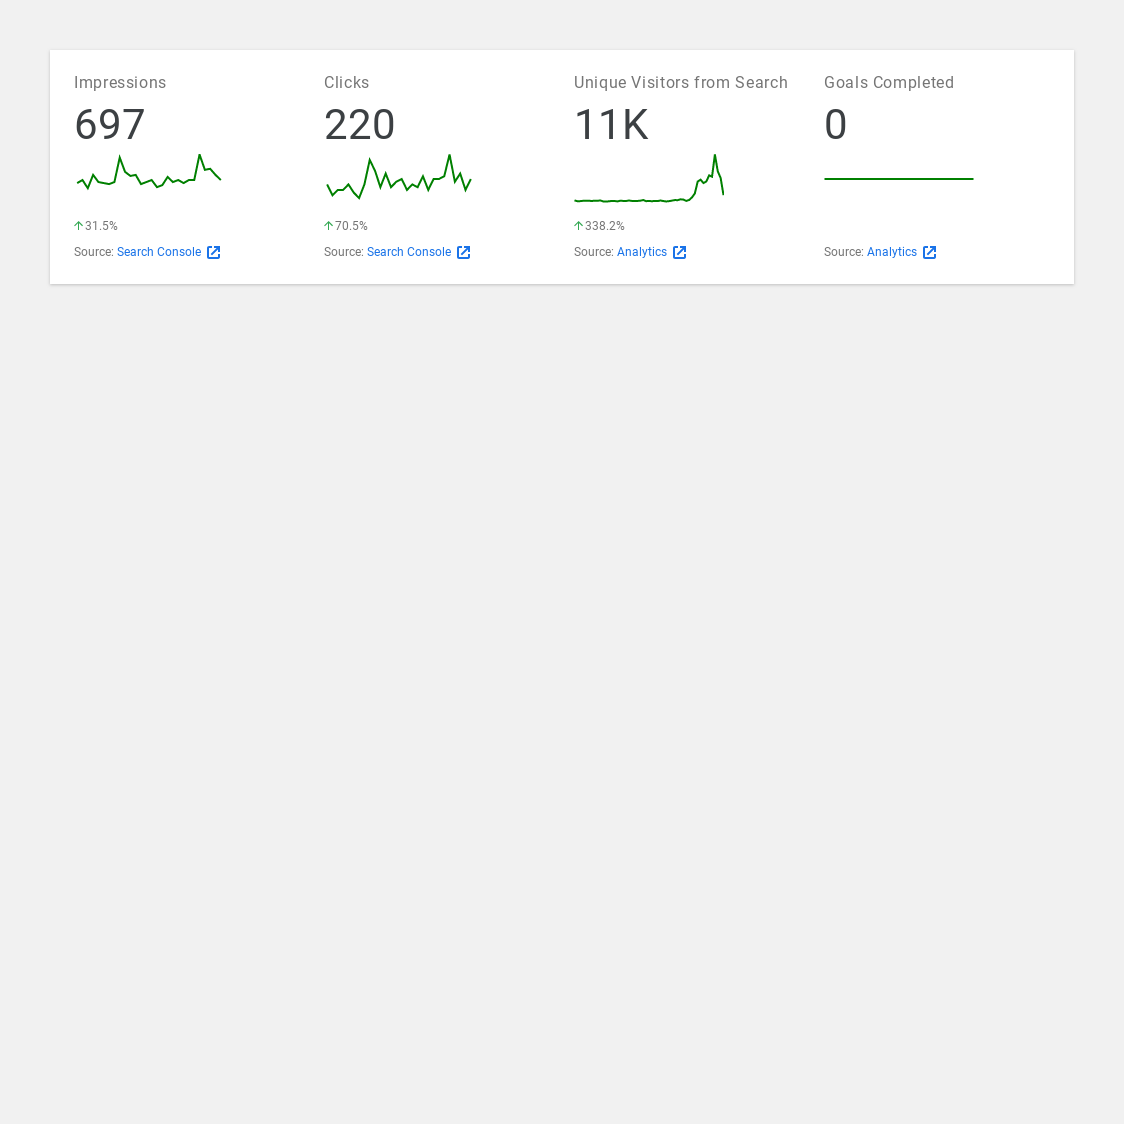 Impressions
697
31.5%
Source: Search Console
Clicks
220
70.5%
Source: Search Console
Unique Visitors from Search
11K
338.2%
Source: Analytics
Goals Completed
0
Source: Analytics